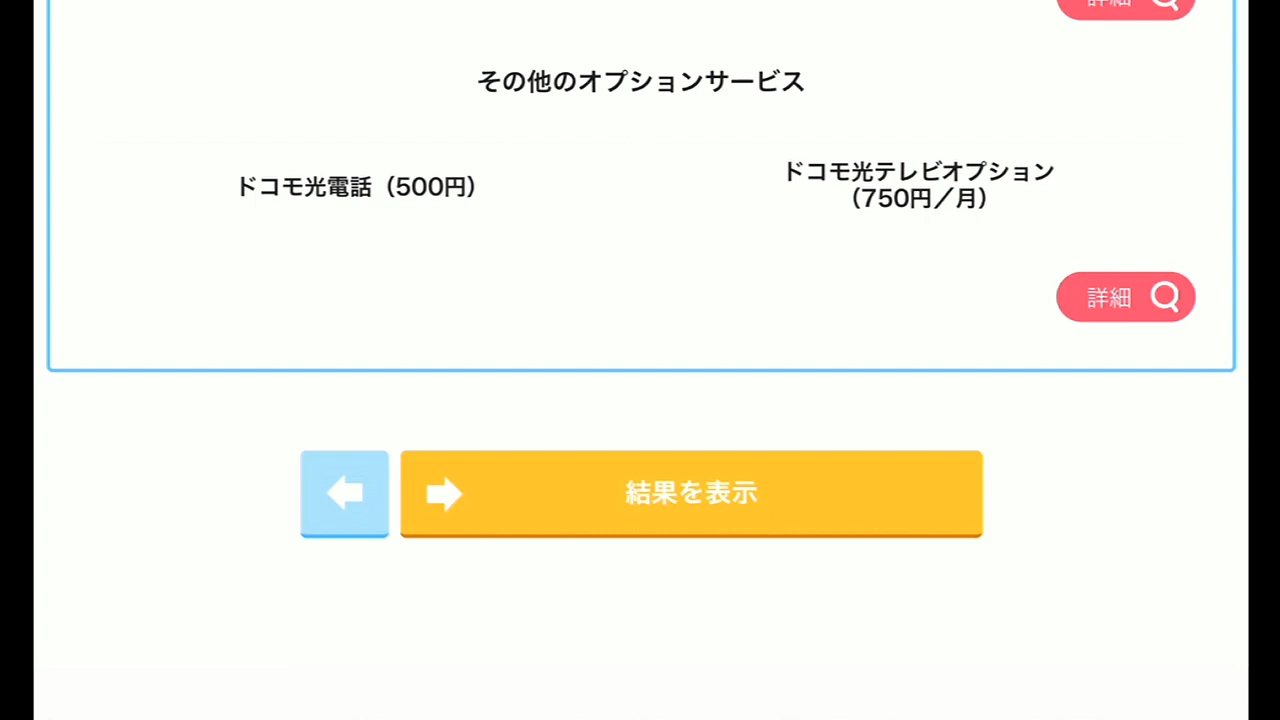 詳細
その他のオプションサービス
ドコモ光電話（500円）
ドコモ光テレビオプション
（750円／月）
詳細
結果を表示